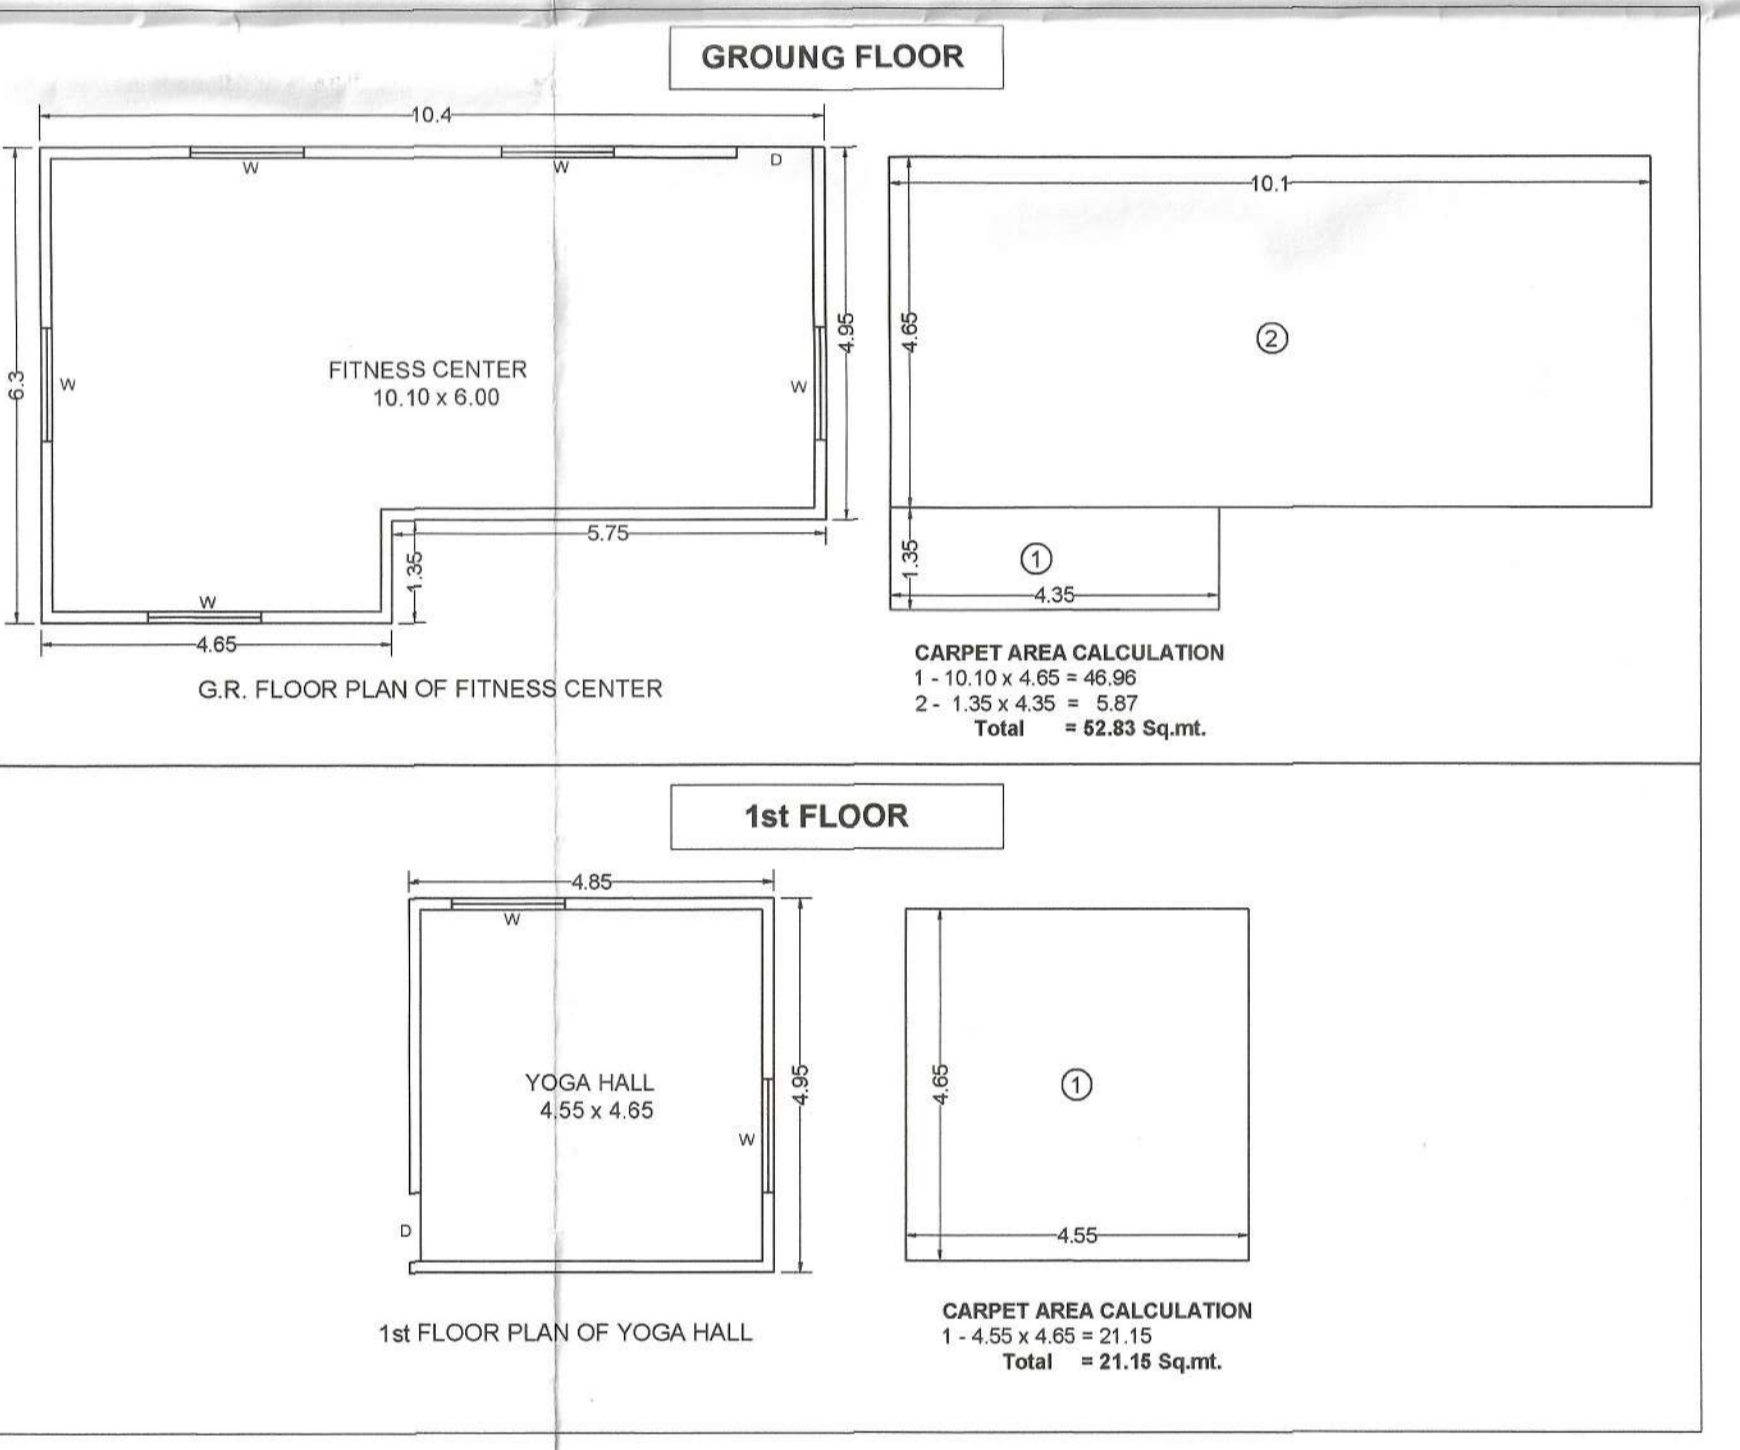 GROUNG FLOOR
10.4
W
W
D
6.3
W
FITNESS CENTER
10.10 x 6.00
W
4.95
5.75
1.35
W
4.65
G.R. FLOOR PLAN OF FITNESS CENTER
10.1
4.65
2
1.35
1
4.35
CARPET AREA CALCULATION
1 - 10.10 x 4.65 = 46.96
2 - 1.35 x 4.35 = 5.87
Total = 52.83 Sq.mt.
1st FLOOR
4.85
W
YOGA HALL
4.55 x 4.65
W
4.95
D
1st FLOOR PLAN OF YOGA HALL
4.65
1
4.55
CARPET AREA CALCULATION
1 - 4.55 x 4.65 = 21.15
Total = 21.15 Sq.mt.